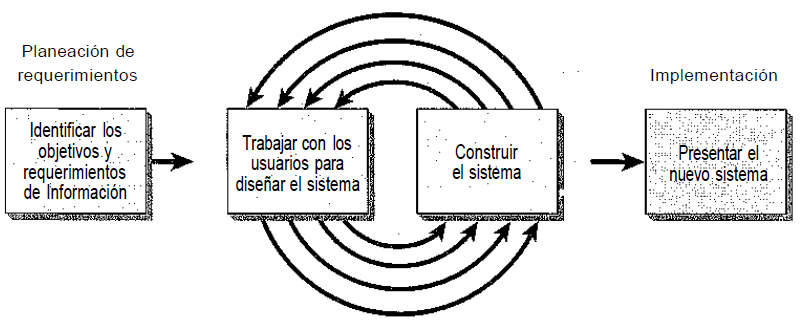 Planeación de
requerimientos
Implementación
Identificar los
objetivos y
requerimientos
de Información
Trabajar con los
usuarios para
diseñar el sistema
Construir
el sistema
Presentar el
nuevo sistema